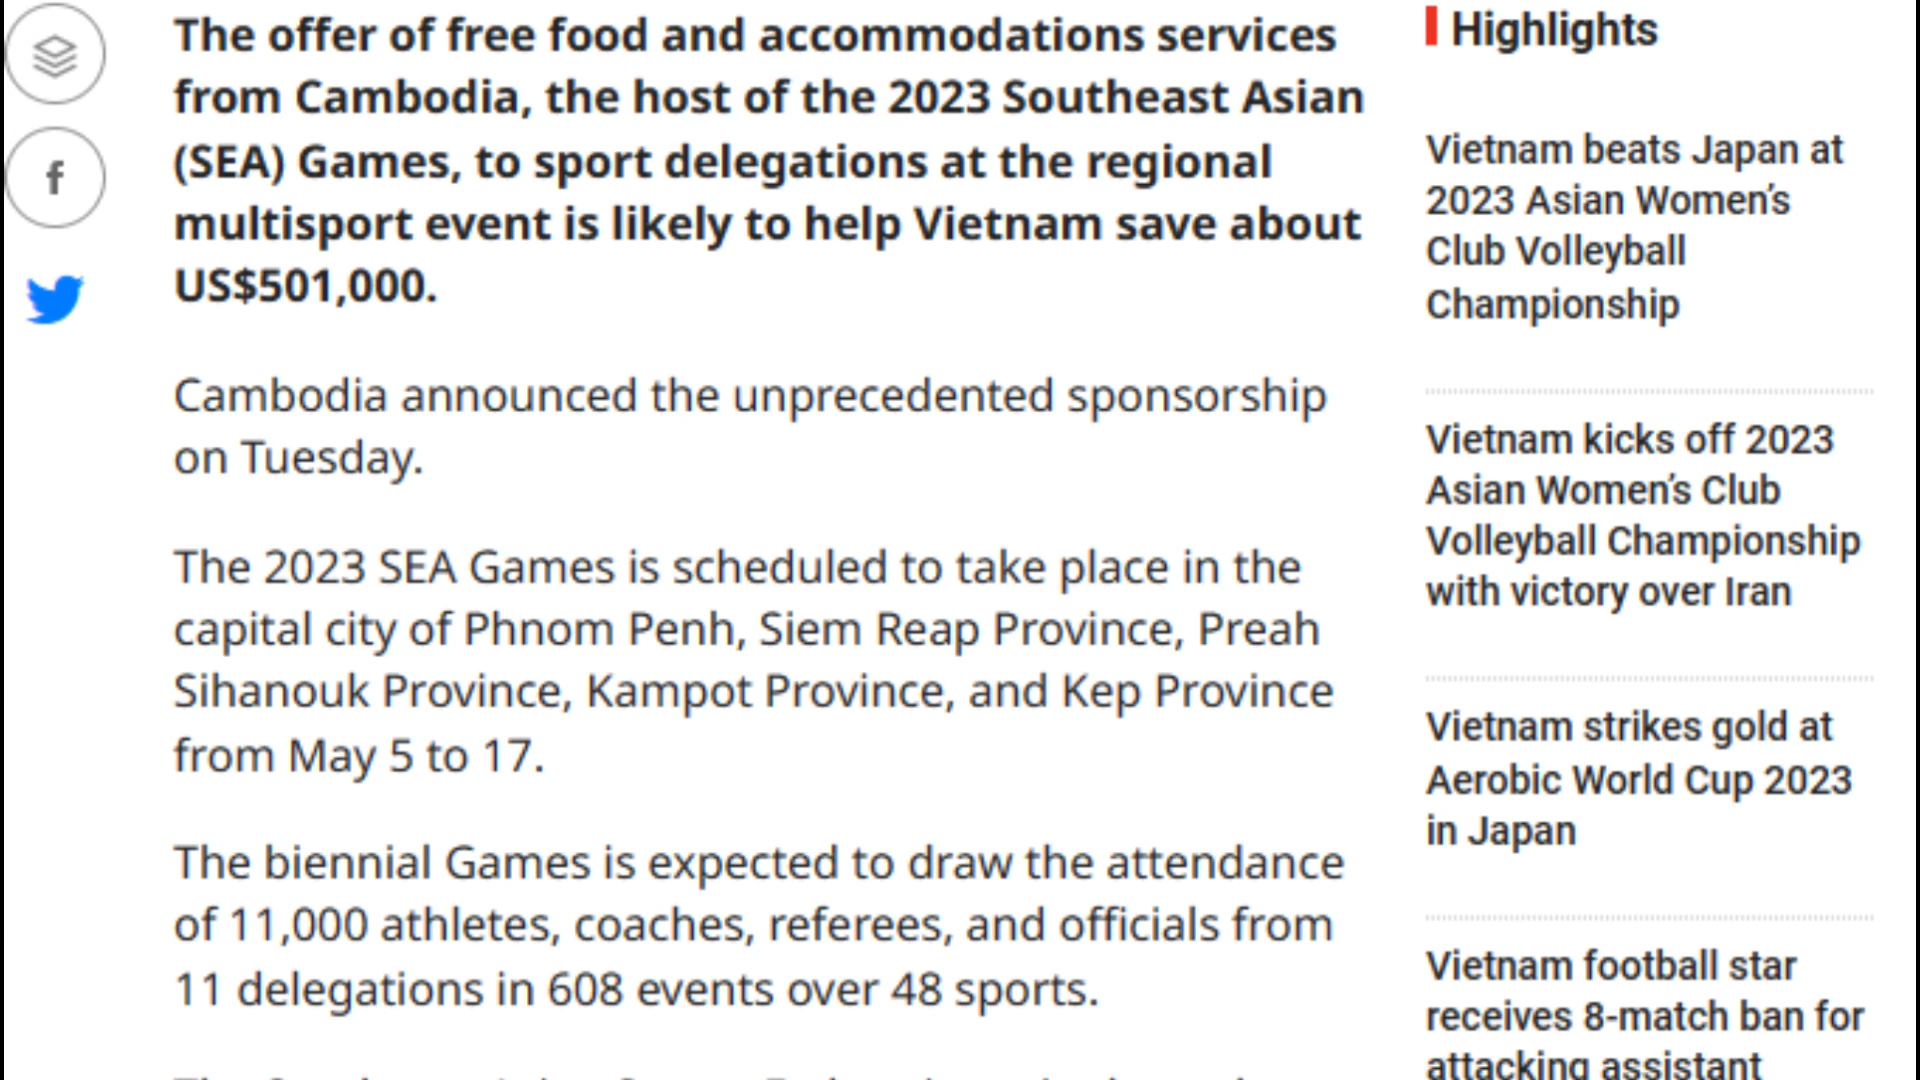 The offer of free food and accommodations services
from Cambodia, the host of the 2023 Southeast Asian
(SEA) Games, to sport delegations at the regional
multisport event is likely to help Vietnam save about
US$501,000.
Cambodia announced the unprecedented sponsorship
on Tuesday.
The 2023 SEA Games is scheduled to take place in the
capital city of Phnom Penh, Siem Reap Province, Preah
Sihanouk Province, Kampot Province, and Kep Province
from May 5 to 17.
The biennial Games is expected to draw the attendance
of 11,000 athletes, coaches, referees, and officials from
11 delegations in 608 events over 48 sports.
Highlights
Vietnam beats Japan at
2023 Asian Women’s
Club Volleyball
Championship
Vietnam kicks off 2023
Asian Women’s Club
Volleyball Championship
with victory over Iran
Vietnam strikes gold at
Aerobic World Cup 2023
in Japan
Vietnam football star
receives 8-match ban for
attacking assistant